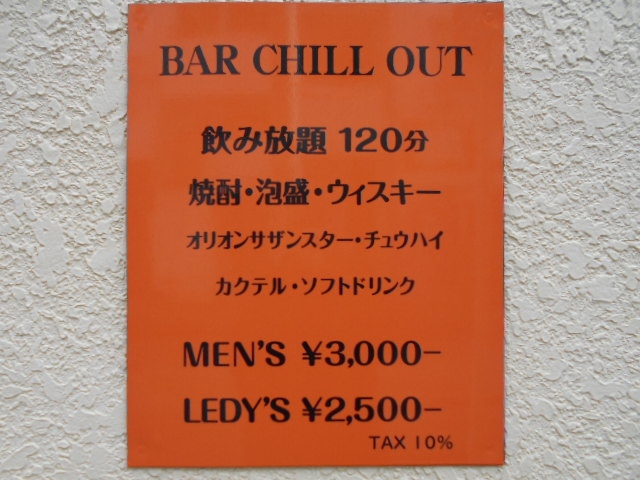 BAR CHILL OUT
飲み放題 120分
焼酎・泡盛・ウィスキー
オリオンサザンスター・チュウハイ
カクテル・ソフトドリンク
MEN'S ¥3,000-
LEDY'S ¥2,500-
TAX 10%